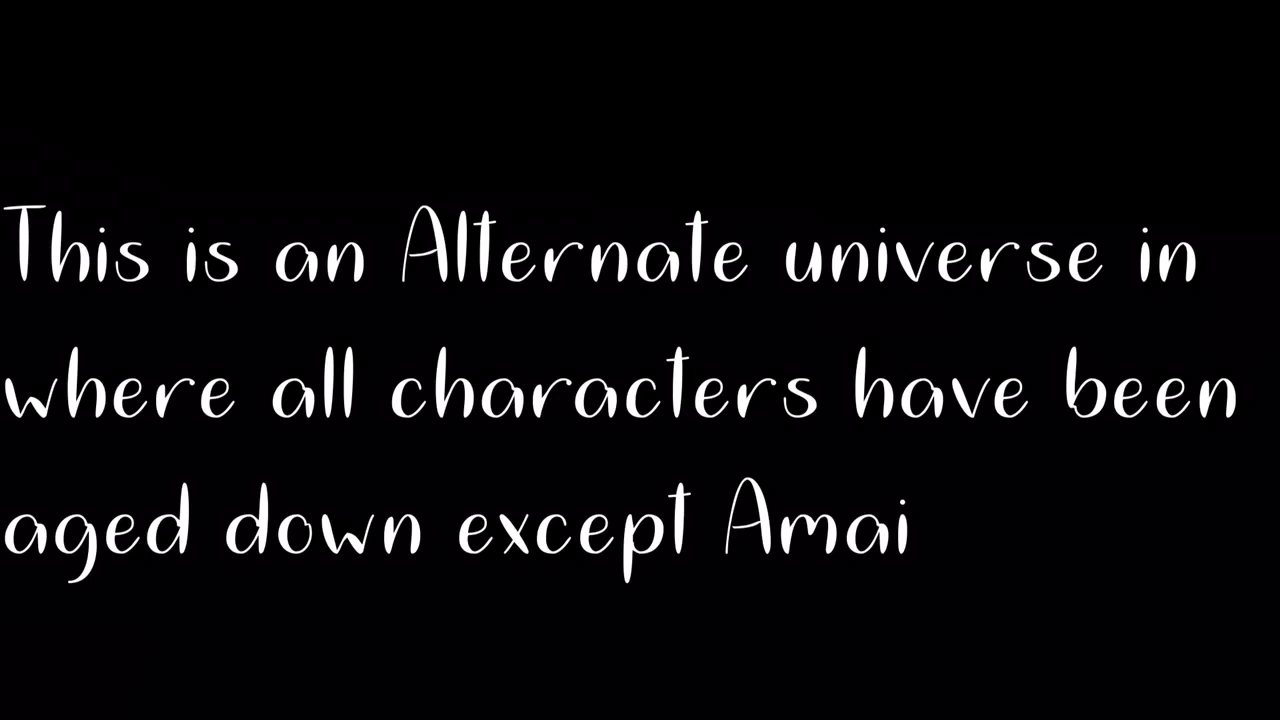 This is an Alternate universe in
where all characters have been
aged down except Amai